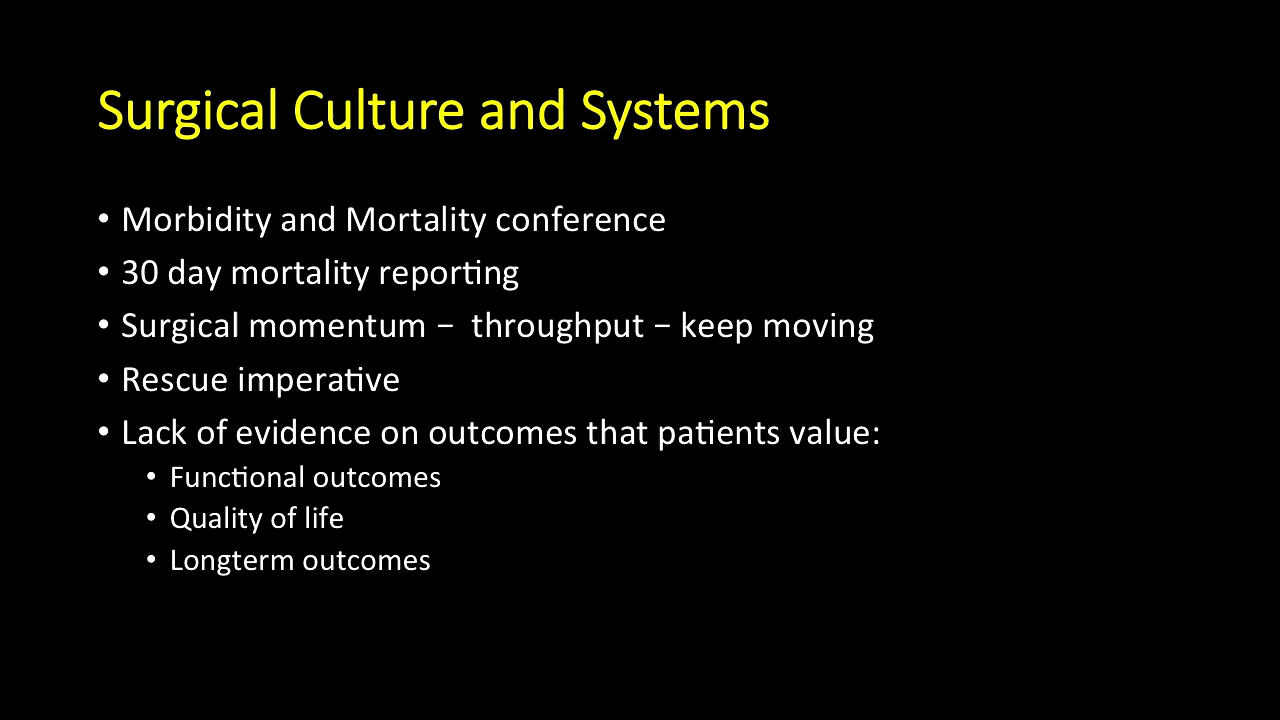 Surgical Culture and Systems
• Morbidity and Mortality conference
• 30 day mortality reporting
• Surgical momentum –  throughput – keep moving
• Rescue imperative
• Lack of evidence on outcomes that patients value:
• Functional outcomes
• Quality of life
• Longterm outcomes